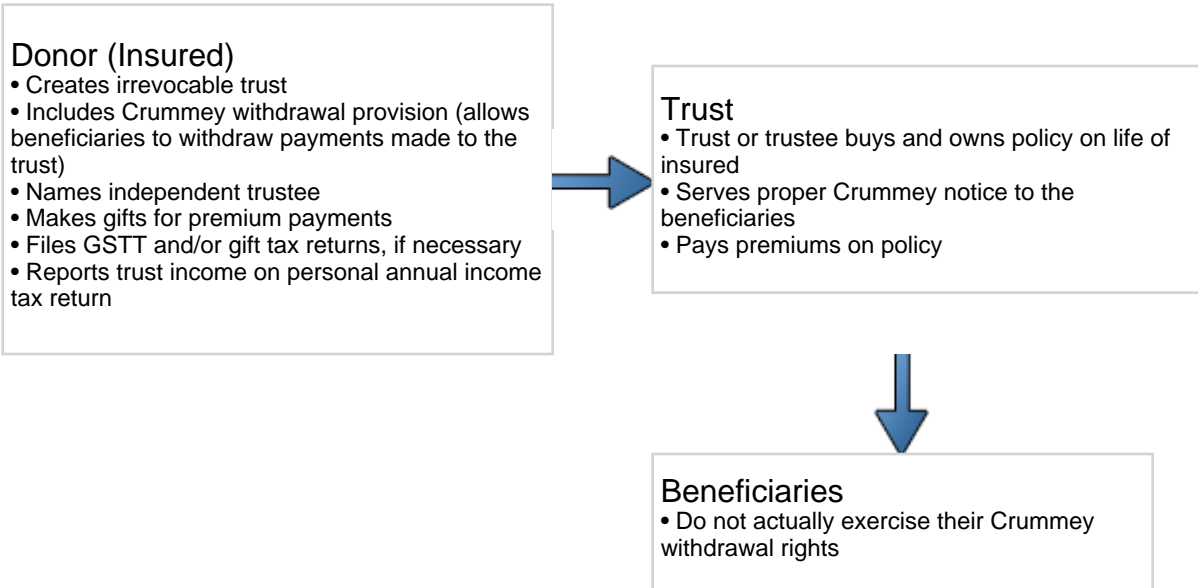 Donor (Insured)
• Creates irrevocable trust
• Includes Crummey withdrawal provision (allows
beneficiaries to withdraw payments made to the
trust)
• Names independent trustee
• Makes gifts for premium payments
• Files GSTT and/or gift tax returns, if necessary
• Reports trust income on personal annual income
tax return
Trust
• Trust or trustee buys and owns policy on life of
insured
• Serves proper Crummey notice to the
beneficiaries
• Pays premiums on policy
Beneficiaries
• Do not actually exercise their Crummey
withdrawal rights